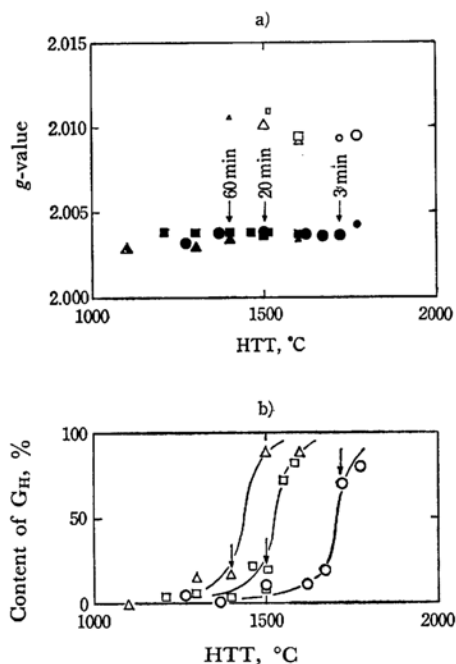 a)
2.015
2.010
2.005
2.000
g-value
60 min
20 min
3 min
1000
1500
2000
HTT, °C
b)
100
50
0
Content of G_H, %
1000
1500
2000
HTT, °C